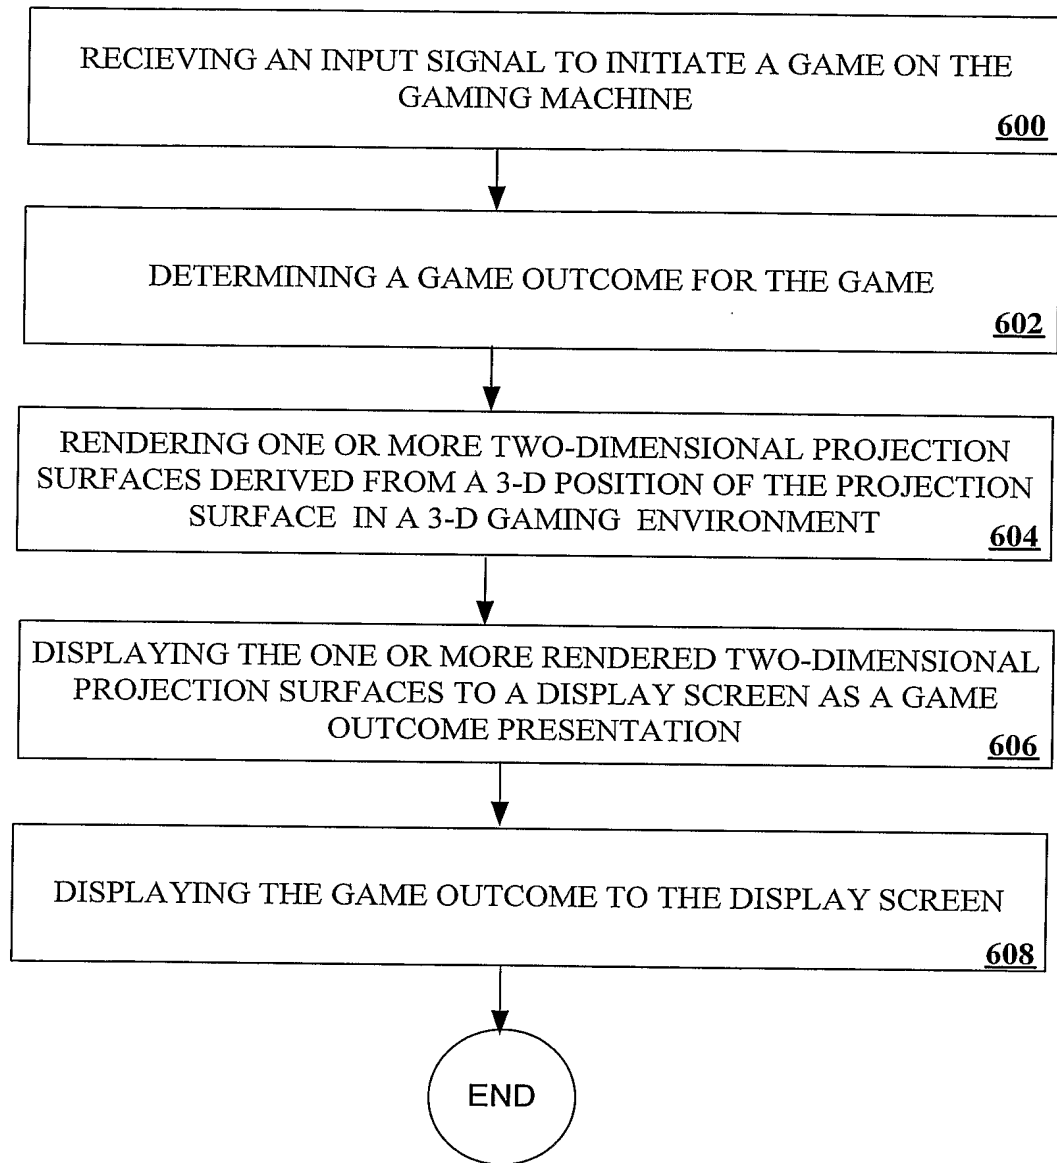 RECIEVING AN INPUT SIGNAL TO INITIATE A GAME ON THE
GAMING MACHINE
600
DETERMINING A GAME OUTCOME FOR THE GAME
602
RENDERING ONE OR MORE TWO-DIMENSIONAL PROJECTION
SURFACES DERIVED FROM A 3-D POSITION OF THE PROJECTION
SURFACE IN A 3-D GAMING ENVIRONMENT
604
DISPLAYING THE ONE OR MORE RENDERED TWO-DIMENSIONAL
PROJECTION SURFACES TO A DISPLAY SCREEN AS A GAME
OUTCOME PRESENTATION
606
DISPLAYING THE GAME OUTCOME TO THE DISPLAY SCREEN
608
END